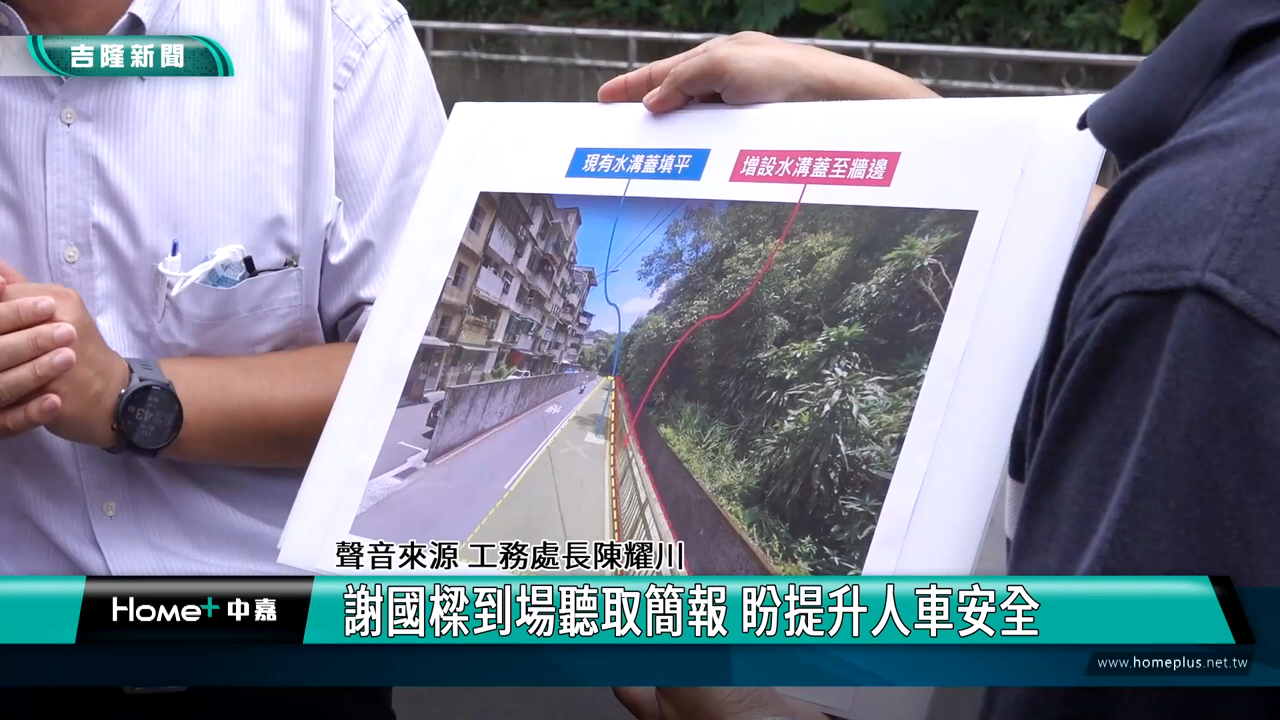 吉隆新聞
現有水溝蓋填平
增設水溝蓋至牆邊
聲音來源 工務處長陳耀川
Home+中嘉
謝國樑到場聽取簡報 盼提升人車安全
www.homeplus.net.tw